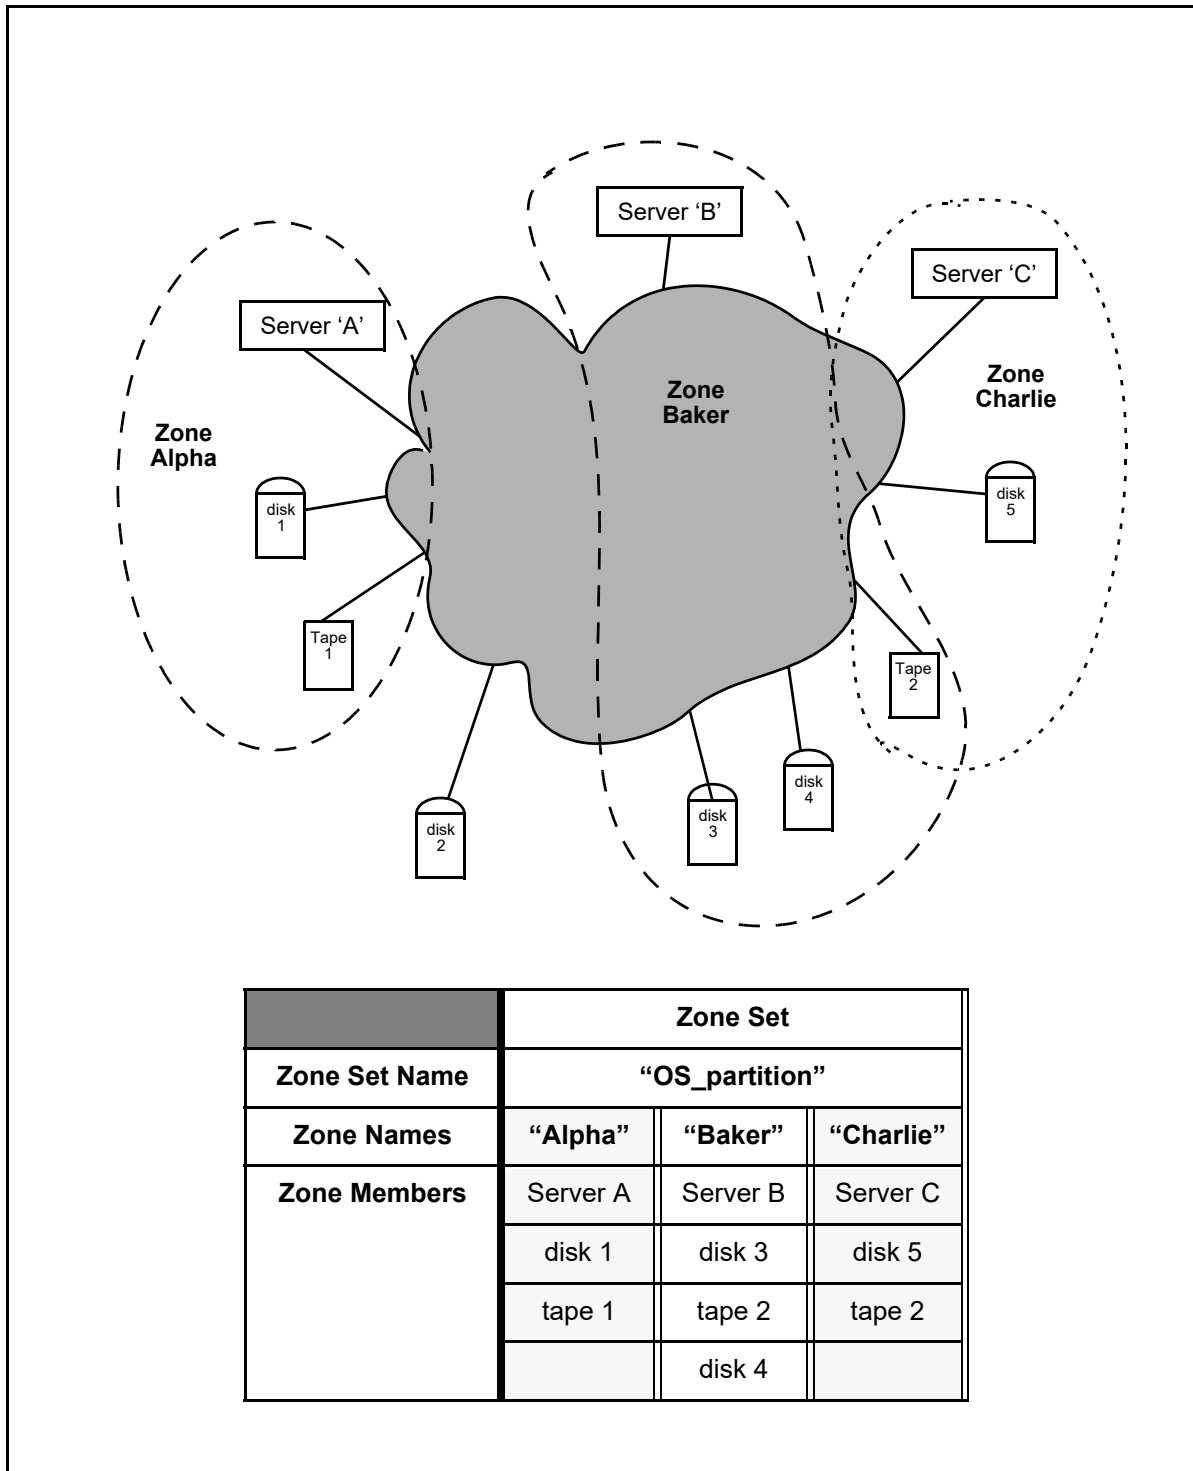 Server ‘B’
Server ‘C’
Server ‘A’
Zone
Baker
Zone
Charlie
Zone
Alpha
disk
1
disk
5
Tape
1
Tape
2
disk
2
disk
3
disk
4
Zone Set
Zone Set Name “OS_partition”
Zone Names “Alpha” “Baker” “Charlie”
Zone Members Server A Server B Server C
disk 1 disk 3 disk 5
tape 1 tape 2 tape 2
disk 4